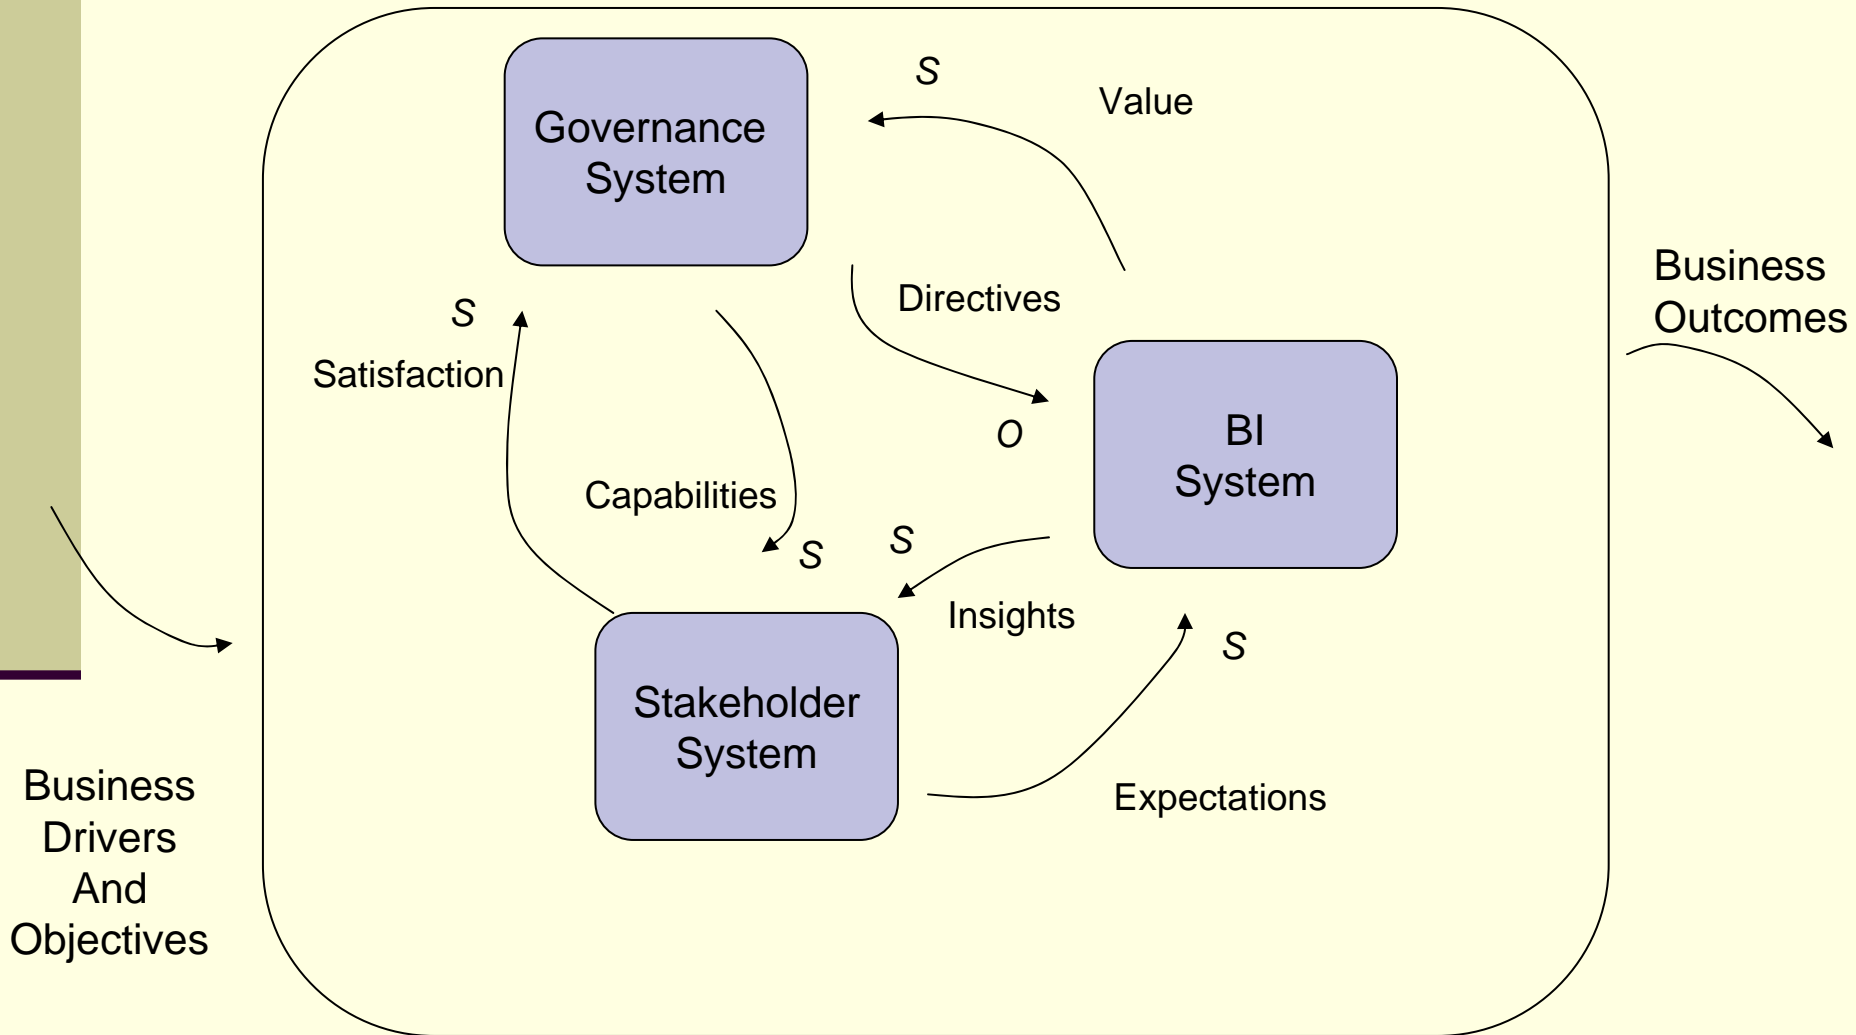 S
Value
Governance
System
Business
Outcomes
Directives
S
Satisfaction
O
BI
System
Capabilities
S
S
Insights
S
Stakeholder
System
Expectations
Business
Drivers
And
Objectives